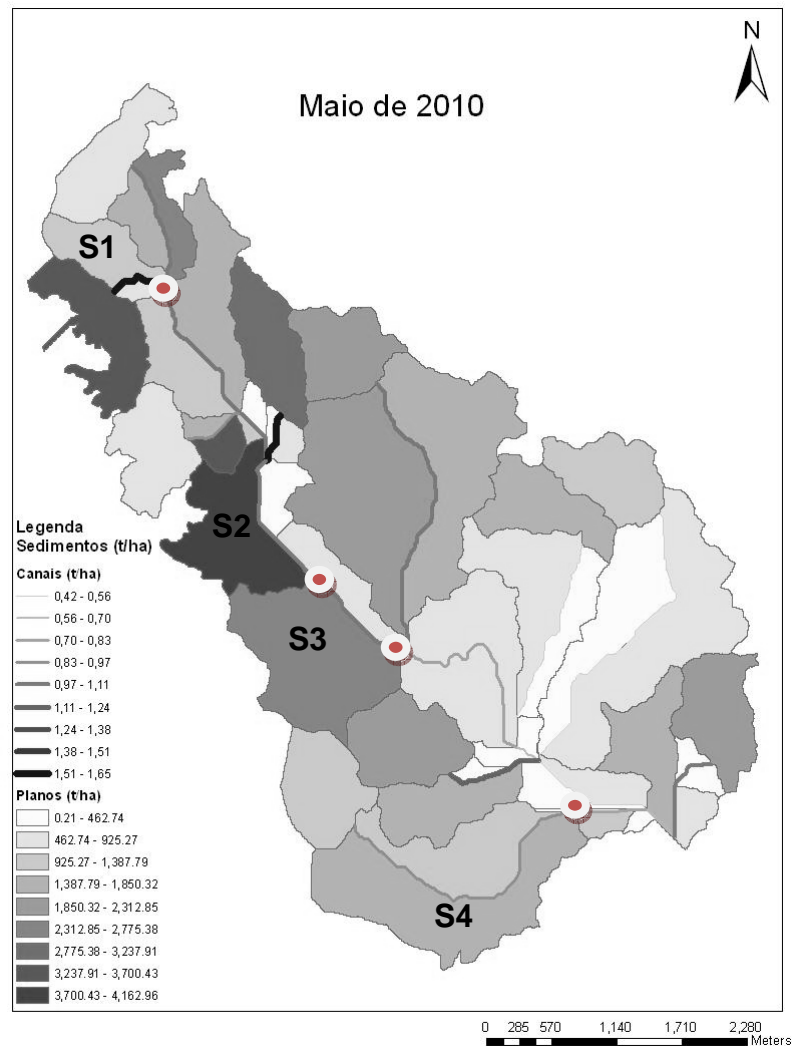 N
Maio de 2010
S1
S2
S3
S4
Legenda
Sedimentos (t/ha)
Canais (t/ha)
0,42 - 0,56
0,56 - 0,70
0,70 - 0,83
0,83 - 0,97
0,97 - 1,11
1,11 - 1,24
1,24 - 1,38
1,38 - 1,51
1,51 - 1,65
Planos (t/ha)
0.21 - 462.74
462.74 - 925.27
925.27 - 1,387.79
1,387.79 - 1,850.32
1,850.32 - 2,312.85
2,312.85 - 2,775.38
2,775.38 - 3,237.91
3,237.91 - 3,700.43
3,700.43 - 4,162.96
0 285 570 1,140 1,710 2,280
Meters